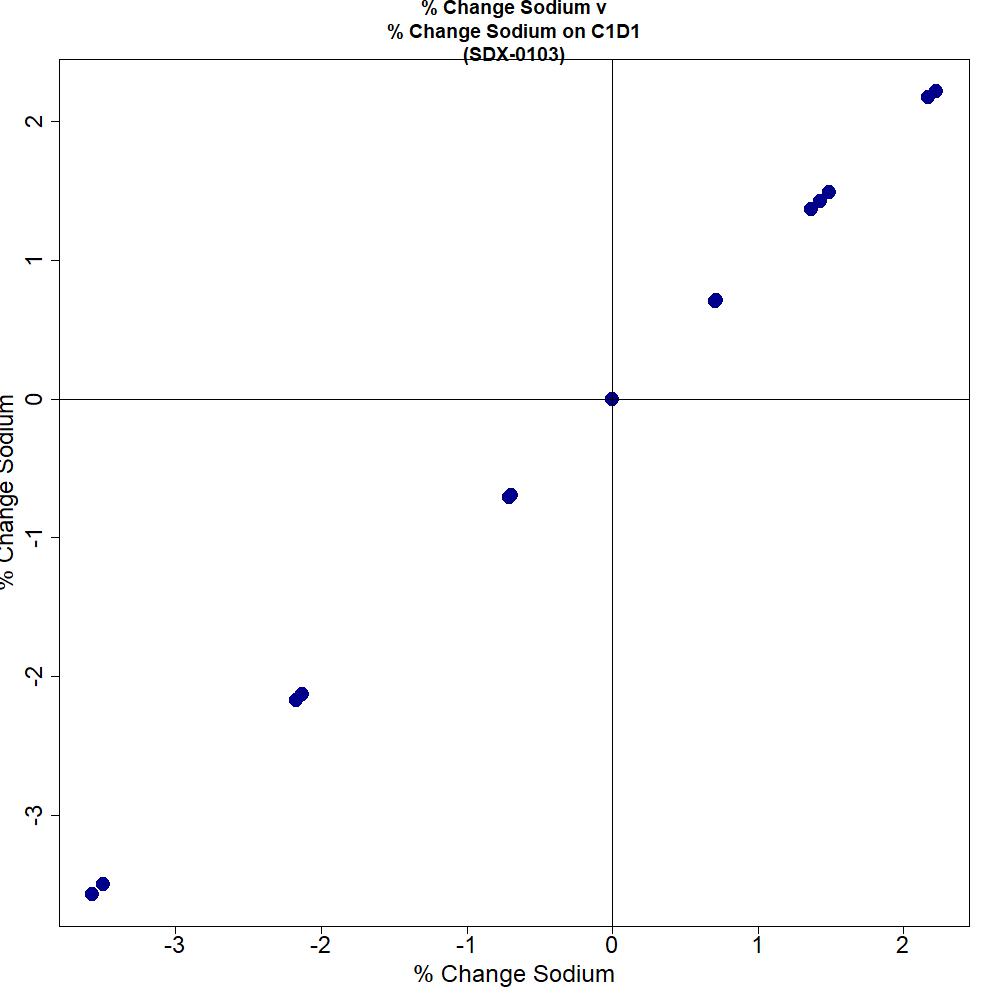 % Change Sodium v
% Change Sodium on C1D1
(SDX-0103)
% Change Sodium
2
1
0
-1
-2
-3
-3
-2
-1
0
1
2
% Change Sodium